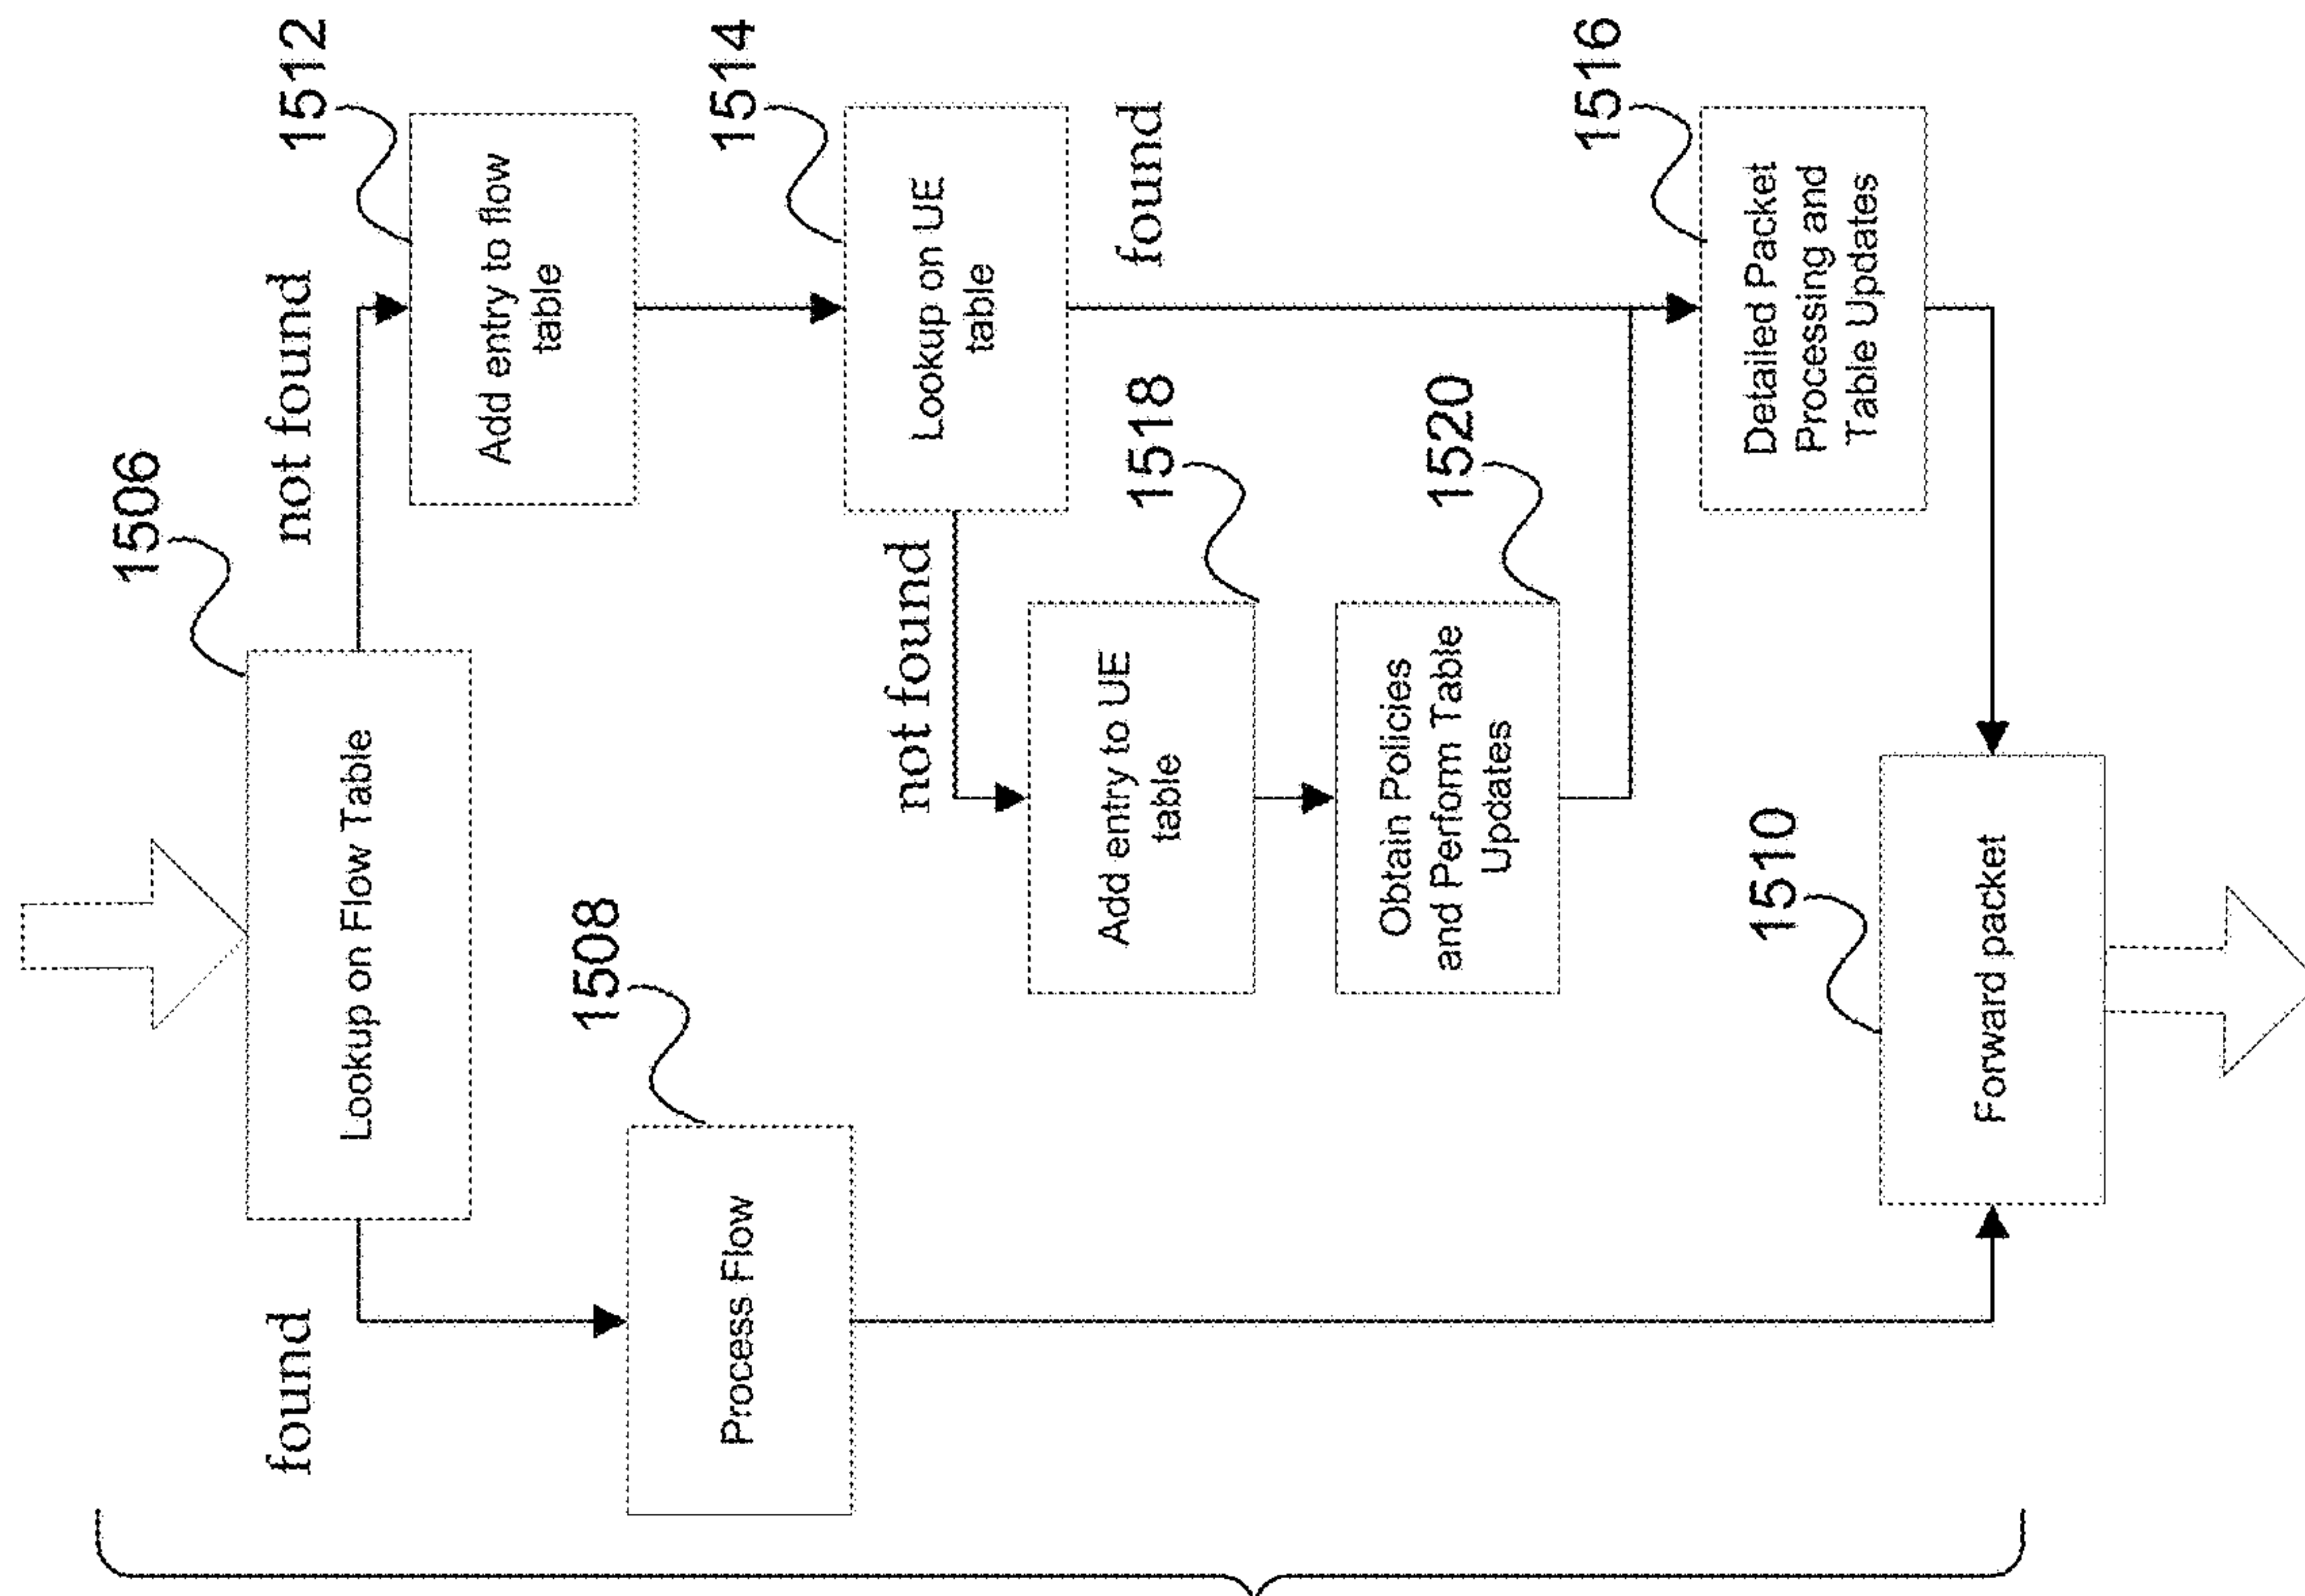 1506
Lookup on Flow Table
found
not found
1508
Process Flow
1512
Add entry to flow
table
1514
Lookup on UE
table
found
not found
1518
Add entry to UE
table
1520
Obtain Policies
and Perform Table
Updates
1516
Detailed Packet
Processing and
Table Updates
1510
Forward packet